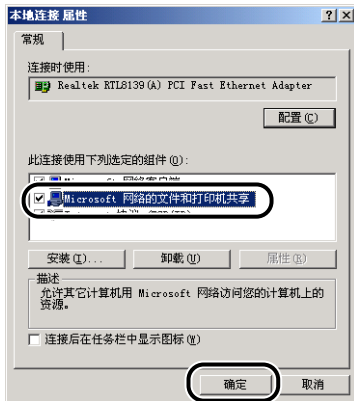 本地连接 属性
常规
连接时使用:
Realtek RTL8139(A) PCI Fast Ethernet Adapter
配置(C)
此连接使用下列选定的组件(O):
Microsoft 网络的文件和打印机共享
安装(I)...
卸载(U)
属性(R)
描述
允许其它计算机用 Microsoft 网络访问您的计算机上的
资源。
连接后在任务栏中显示图标(W)
确定
取消